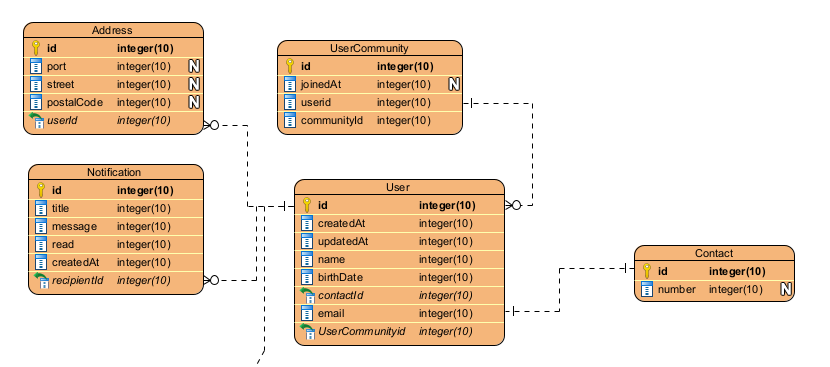 Address
id integer(10)
port integer(10) N
street integer(10) N
postalCode integer(10) N
userId integer(10)
UserCommunity
id integer(10)
joinedAt integer(10) N
userid integer(10)
communityId integer(10)
Notification
id integer(10)
title integer(10)
message integer(10)
read integer(10)
createdAt integer(10)
recipientId integer(10)
User
id integer(10)
createdAt integer(10)
updatedAt integer(10)
name integer(10)
birthDate integer(10)
contactId integer(10)
email integer(10)
UserCommunityid integer(10)
Contact
id integer(10)
number integer(10) N